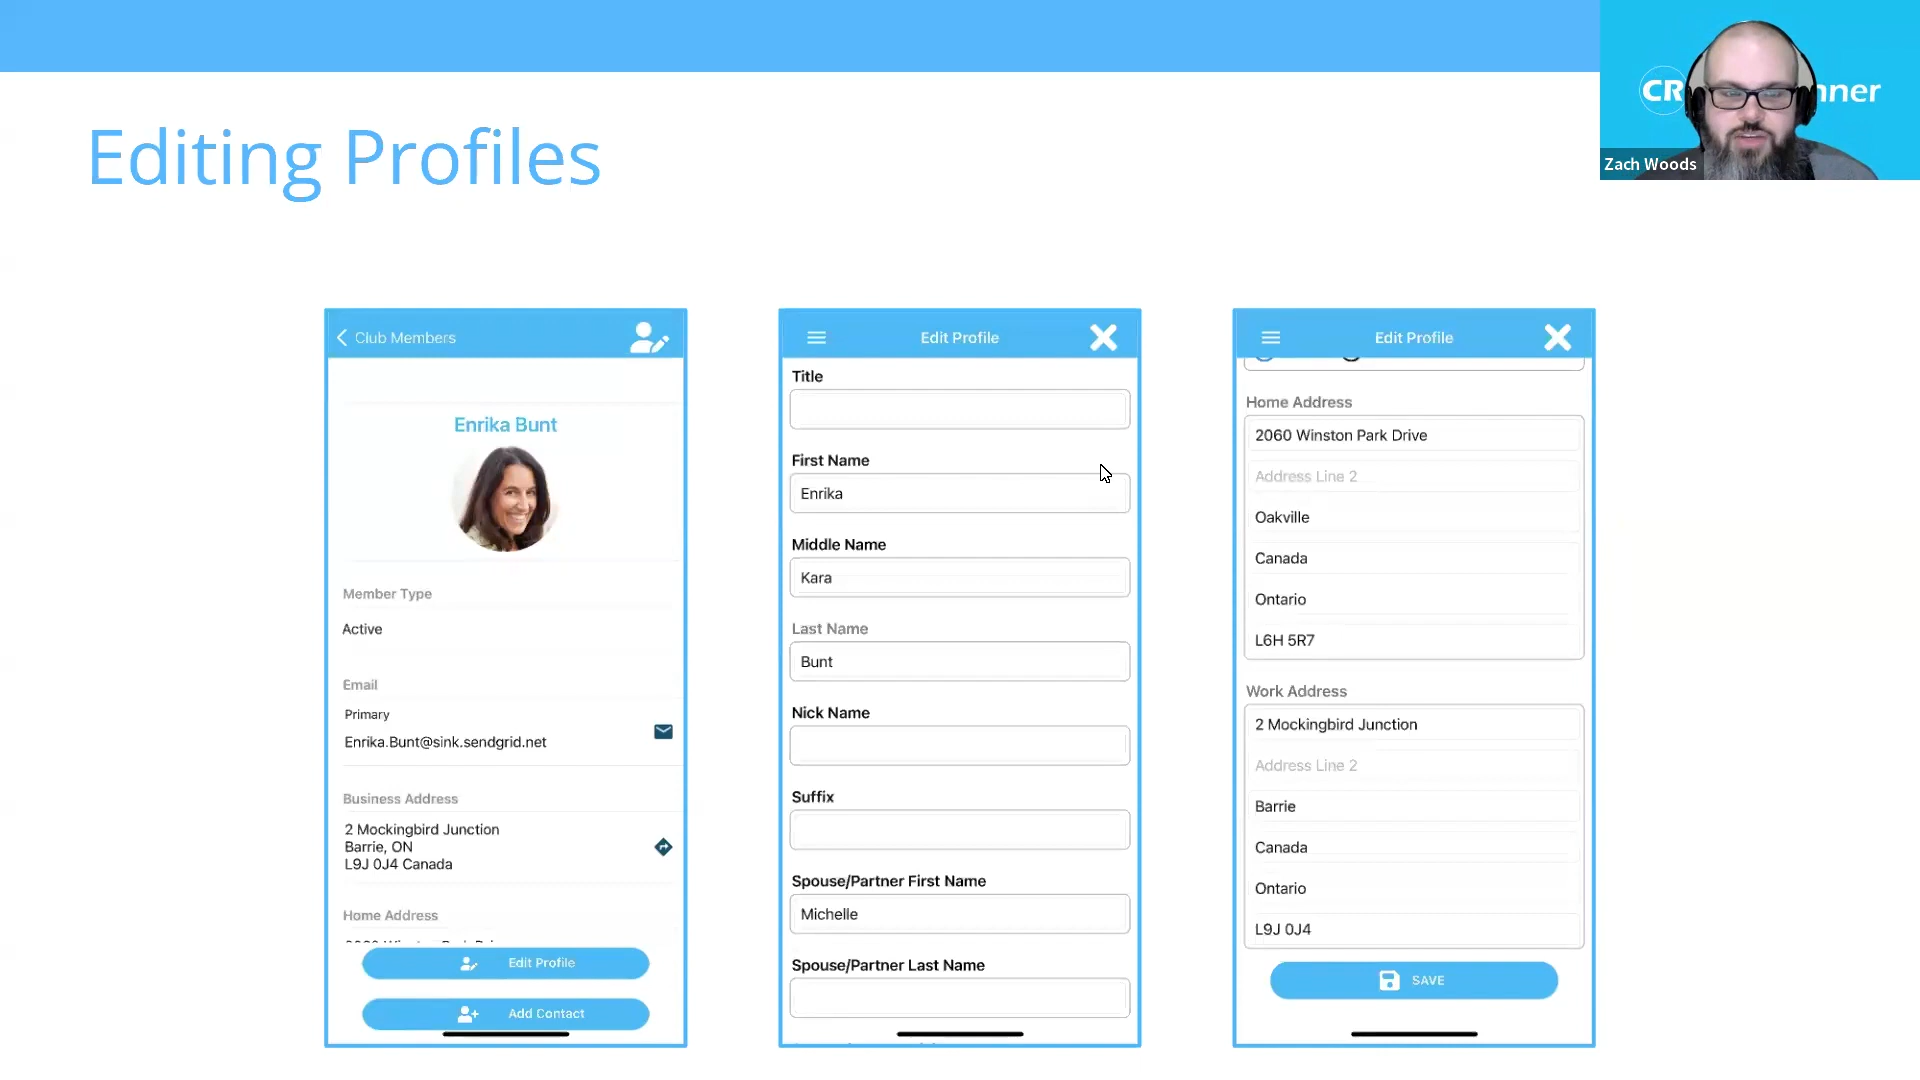 Editing Profiles
CR
nner
Zach Woods
Club Members
Enrika Bunt
Member Type
Active
Email
Primary
Enrika.Bunt@sink.sendgrid.net
Business Address
2 Mockingbird Junction
Barrie, ON
L9J 0J4 Canada
Home Address
Edit Profile
Add Contact
Edit Profile
Title
First Name
Enrika
Middle Name
Kara
Last Name
Bunt
Nick Name
Suffix
Spouse/Partner First Name
Michelle
Spouse/Partner Last Name
Edit Profile
Home Address
2060 Winston Park Drive
Address Line 2
Oakville
Canada
Ontario
L6H 5R7
Work Address
2 Mockingbird Junction
Address Line 2
Barrie
Canada
Ontario
L9J 0J4
SAVE